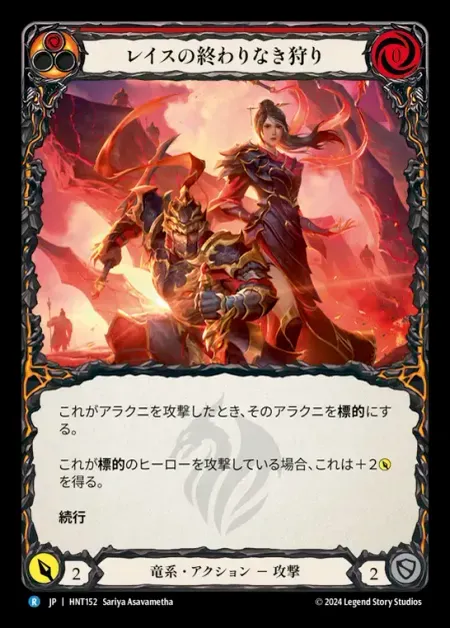 レイスの終わりなき狩り
0
これがアラクニを攻撃したとき、そのアラクニを標的にす
る。
これが標的のヒーローを攻撃している場合、これは＋2
を得る。
続行
2
竜系・アクション － 攻撃
2
R JP | HNT152 Sariya Asavametha
© 2024 Legend Story Studios